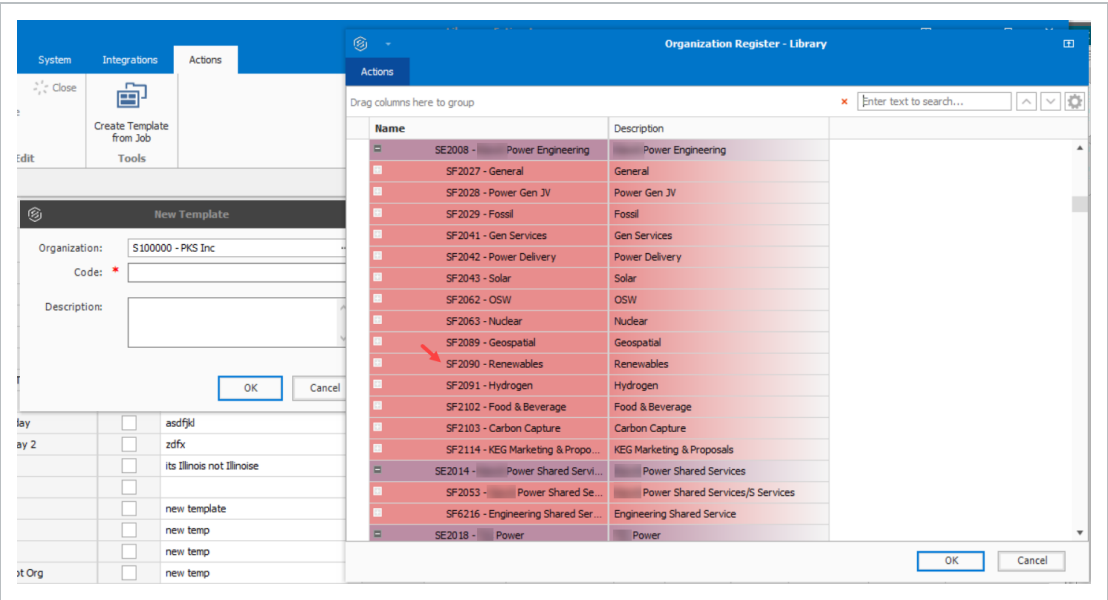 System Integrations Actions
Close
Create Template
from Job
Edit Tools
New Template
Organization: S100000 - PKS Inc
Code: *
Description:
OK Cancel
lay asdfjkl
ay 2 zdfx
its Illinois not Illinoise
new template
new temp
new temp
ot Org new temp
Organization Register - Library
Actions
Drag columns here to group
× Enter text to search...
Name Description
SE2008 - Power Engineering Power Engineering
SF2027 - General General
SF2028 - Power Gen JV Power Gen JV
SF2029 - Fossil Fossil
SF2041 - Gen Services Gen Services
SF2042 - Power Delivery Power Delivery
SF2043 - Solar Solar
SF2062 - OSW OSW
SF2063 - Nuclear Nuclear
SF2089 - Geospatial Geospatial
SF2090 - Renewables Renewables
SF2091 - Hydrogen Hydrogen
SF2102 - Food & Beverage Food & Beverage
SF2103 - Carbon Capture Carbon Capture
SF2114 - KEG Marketing & Propo... KEG Marketing & Proposals
SE2014 - Power Shared Servi... Power Shared Services
SF2053 - Power Shared Se... Power Shared Services/S Services
SF6216 - Engineering Shared Ser... Engineering Shared Service
SE2018 - Power Power
OK Cancel